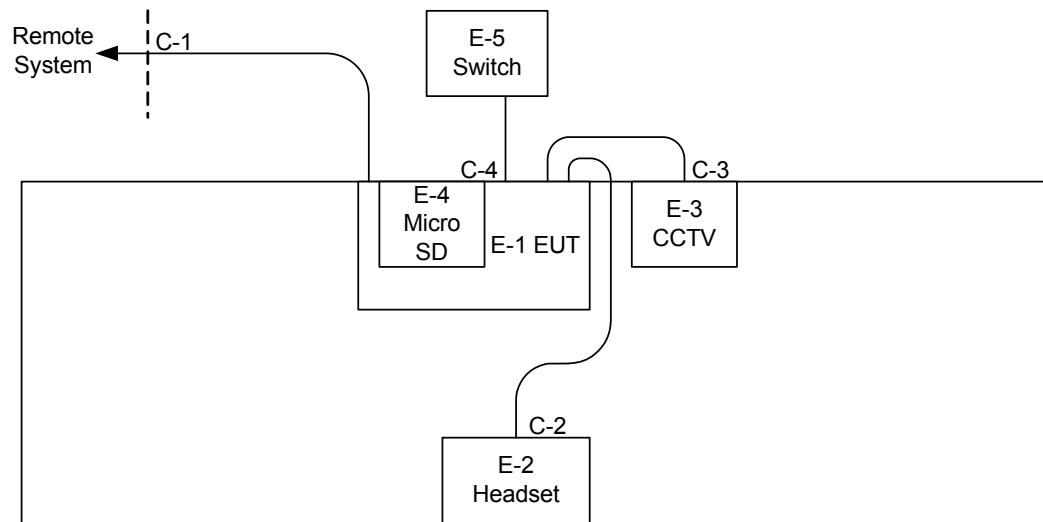 Remote
System
C-1
E-5
Switch
C-4
C-3
E-4
Micro
SD
E-1 EUT
E-3
CCTV
C-2
E-2
Headset